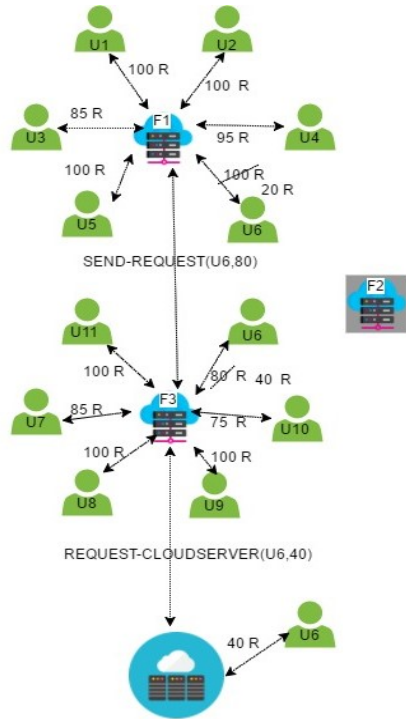 U1
U2
100 R
100 R
F1
85 R
U3
95 R
U4
100 R
100 R
20 R
U5
U6
SEND-REQUEST(U6,80)
F2
U11
U6
100 R
80 R
40 R
F3
U7
85 R
75 R
U10
100 R
100 R
U8
U9
REQUEST-CLOUDSERVER(U6,40)
40 R
U6